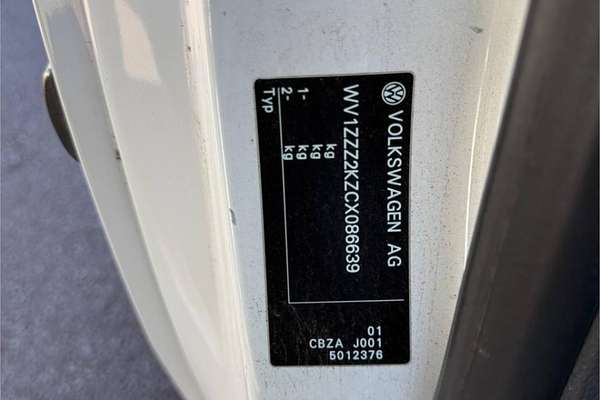 VOLKSWAGEN AG
WV1ZZZ2KZCX086639
kg
kg
1- kg
2- kg
Typ
01
CBZA J001
5012376